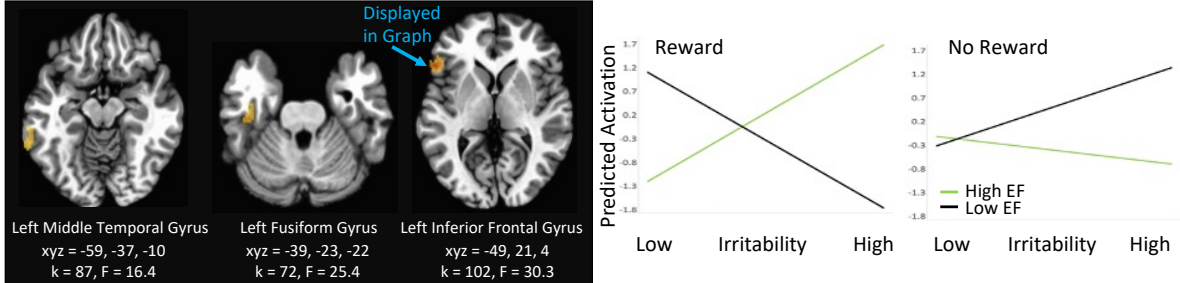 Displayed
in Graph
Left Middle Temporal Gyrus
xyz = -59, -37, -10
k = 87, F = 16.4
Left Fusiform Gyrus
xyz = -39, -23, -22
k = 72, F = 25.4
Left Inferior Frontal Gyrus
xyz = -49, 21, 4
k = 102, F = 30.3
Predicted Activation
Reward
1.7
1.2
0.7
0.2
-0.3
-0.8
-1.3
-1.8
Low Irritability High
No Reward
1.7
1.2
0.7
0.2
-0.3
-0.8
-1.3
-1.8
High EF
Low EF
Low Irritability High